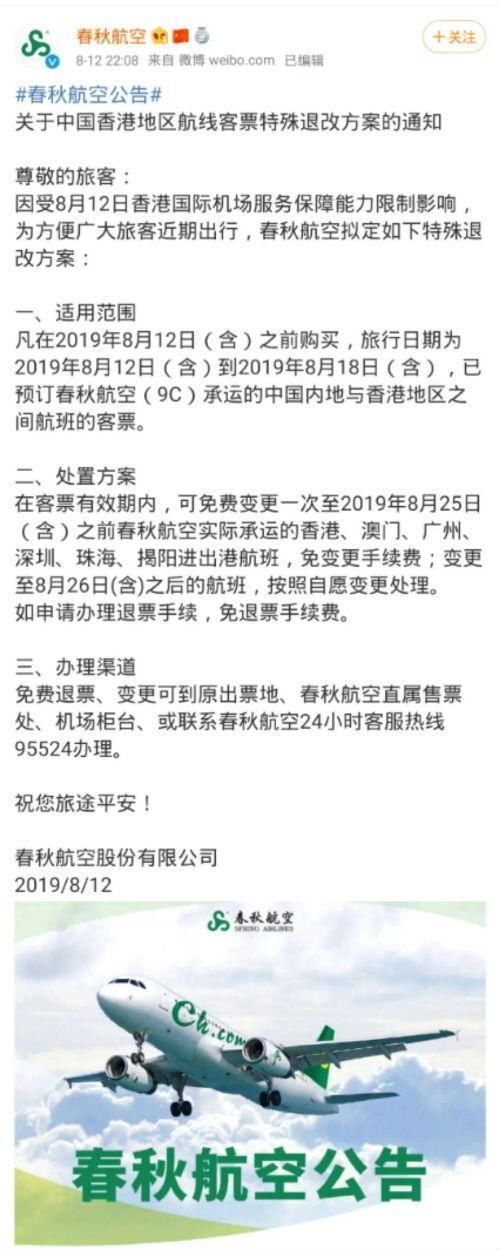 春秋航空
+关注
8-12 22:08 来自 微博 weibo.com 已编辑
#春秋航空公告#
关于中国香港地区航线客票特殊退改方案的通知
尊敬的旅客：
因受8月12日香港国际机场服务保障能力限制影响，
为方便广大旅客近期出行，春秋航空拟定如下特殊退
改方案：
一、适用范围
凡在2019年8月12日（含）之前购买，旅行日期为
2019年8月12日（含）到2019年8月18日（含），已
预订春秋航空（9C）承运的中国内地与香港地区之
间航班的客票。
二、处置方案
在客票有效期内，可免费变更一次至2019年8月25日
（含）之前春秋航空实际承运的香港、澳门、广州、
深圳、珠海、揭阳进出港航班，免变更手续费；变更
至8月26日(含)之后的航班，按照自愿变更处理。
如申请办理退票手续，免退票手续费。
三、办理渠道
免费退票、变更可到原出票地、春秋航空直属售票
处、机场柜台、或联系春秋航空24小时客服热线
95524办理。
祝您旅途平安！
春秋航空股份有限公司
2019/8/12
春秋航空
SPRING AIRLINES
Ch.com
春秋航空公告